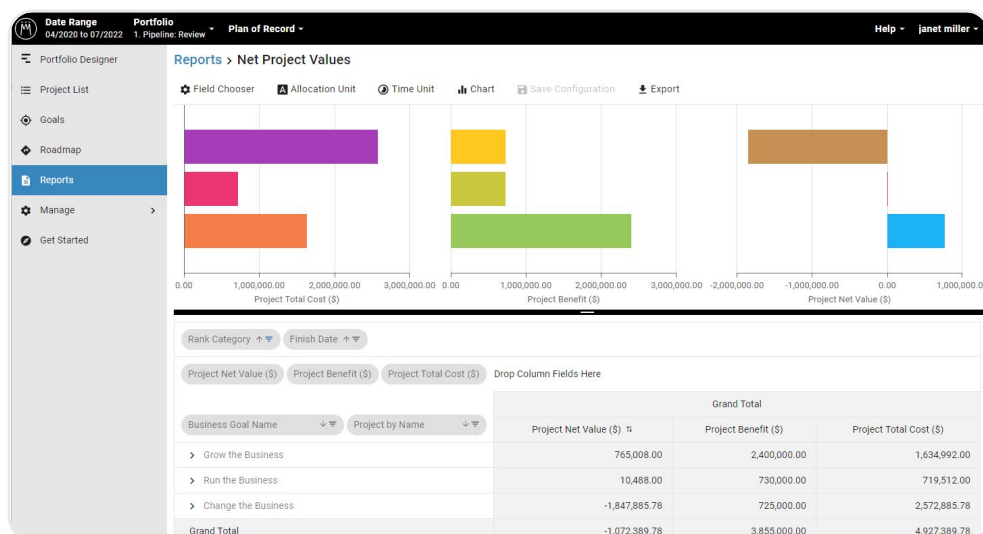 Date Range
04/2020 to 07/2022
Portfolio
1. Pipeline: Review
Plan of Record
Help
janet miller
Portfolio Designer
Project List
Goals
Roadmap
Reports
Manage
Get Started
Reports > Net Project Values
Field Chooser
A Allocation Unit
Time Unit
Chart
Save Configuration
Export
0.00 1,000,000.00 2,000,000.00 3,000,000.00
Project Total Cost ($)
0.00 1,000,000.00 2,000,000.00 3,000,000.00
Project Benefit ($)
-2,000,000.00 -1,000,000.00 0.00 1,000,000.0
Project Net Value ($)
Rank Category Finish Date
Project Net Value ($) Project Benefit ($) Project Total Cost ($) Drop Column Fields Here
Grand Total
Business Goal Name Project by Name Project Net Value ($) Project Benefit ($) Project Total Cost ($)
Grow the Business 765,008.00 2,400,000.00 1,634,992.00
Run the Business 10,488.00 730,000.00 719,512.00
Change the Business -1,847,885.78 725,000.00 2,572,885.78
Grand Total -1,072,389.78 3,855,000.00 4,927,389.78